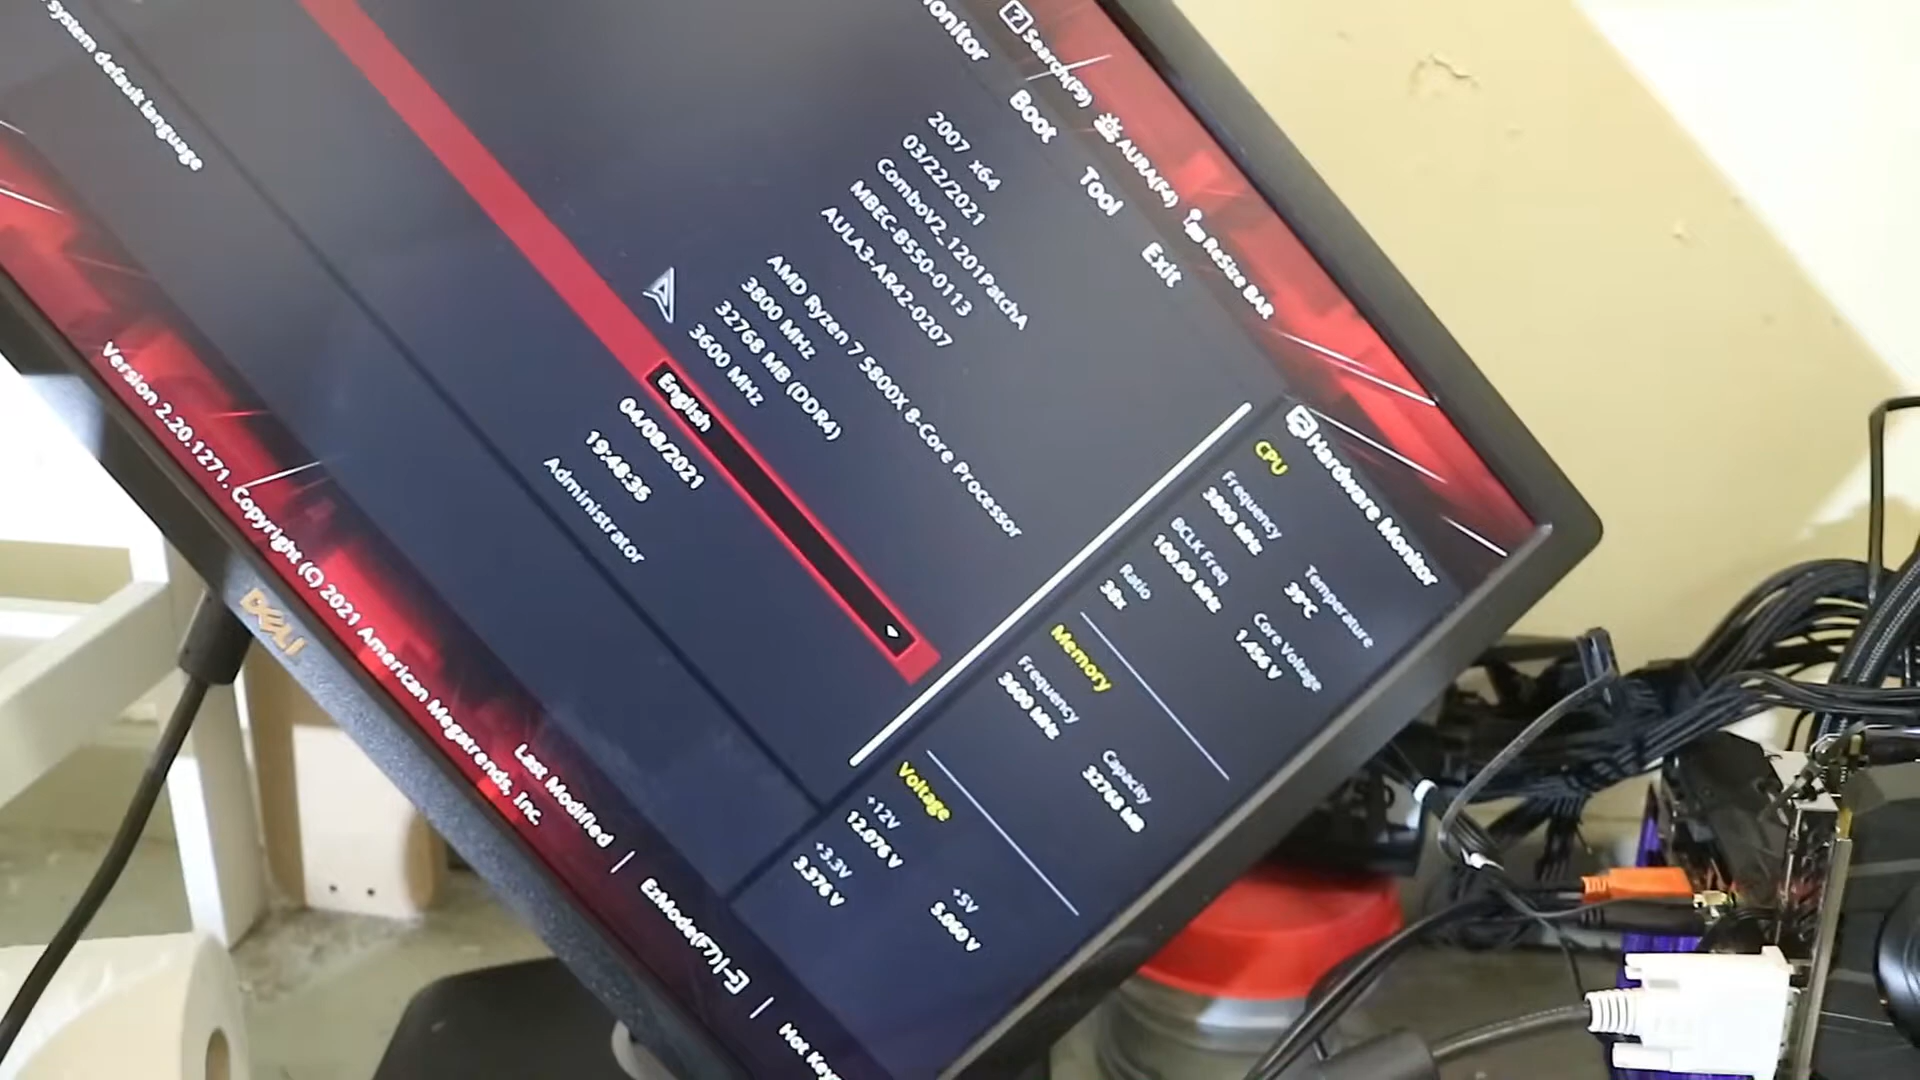 Search(F9)
AURA(F4)
ReSize BAR
Monitor
Boot
Tool
Exit
2007 x64
03/22/2021
ComboV2_1201PatchA
MBEC-B550-0113
AULA3-AR42-0207
AMD Ryzen 7 5800X 8-Core Processor
3800 MHz
32768 MB (DDR4)
3600 MHz
English
04/08/2021
19:48:35
Administrator
system default language
Hardware Monitor
CPU
Frequency
3800 MHz
Temperature
39°C
BCLK Freq
100.00 MHz
Core Voltage
1.456 V
Ratio
38x
Memory
Frequency
3600 MHz
Capacity
32768 MB
Voltage
+12V
12.076 V
+5V
5.060 V
+3.3V
3.376 V
Last Modified
EzMode(F7)
Hot Key
Version 2.20.1271. Copyright (C) 2021 American Megatrends, Inc.
DELL